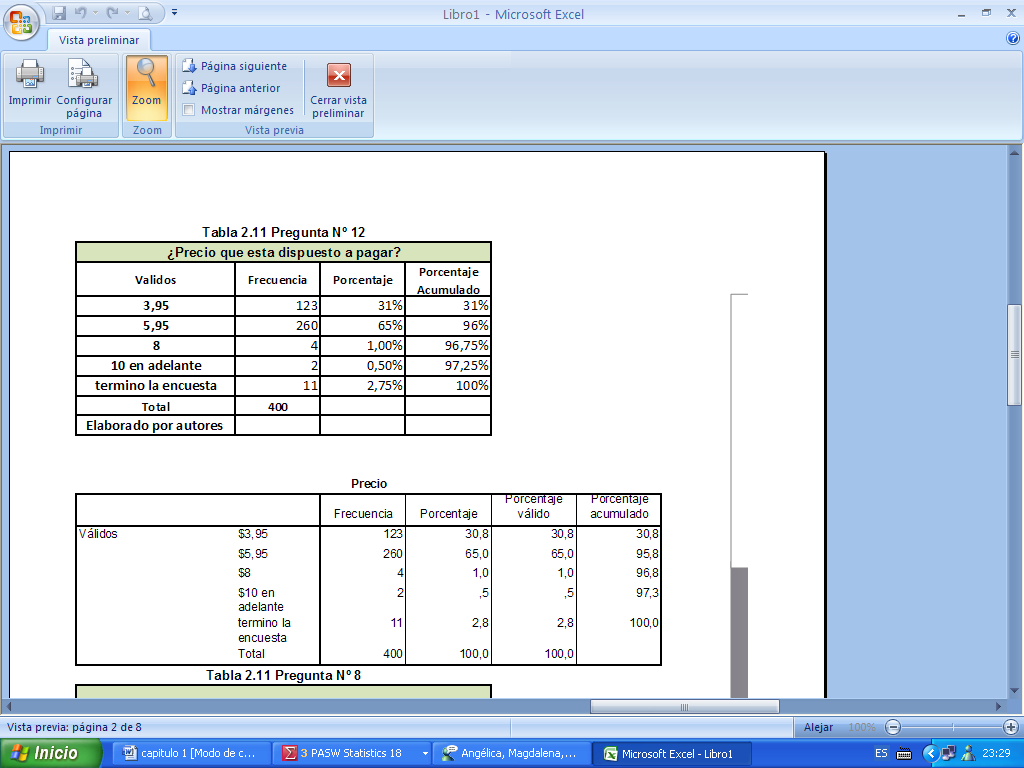 Libro1 - Microsoft Excel
Vista preliminar
Imprimir
Configurar página
Zoom
Página siguiente
Página anterior
Mostrar márgenes
Cerrar vista preliminar
Imprimir
Zoom
Vista previa
Tabla 2.11 Pregunta Nº 12
¿Precio que esta dispuesto a pagar?
Validos Frecuencia Porcentaje Porcentaje Acumulado
3,95 123 31% 31%
5,95 260 65% 96%
8 4 1,00% 96,75%
10 en adelante 2 0,50% 97,25%
termino la encuesta 11 2,75% 100%
Total 400
Elaborado por autores
Precio
Frecuencia Porcentaje Porcentaje válido Porcentaje acumulado
Válidos $3,95 123 30,8 30,8 30,8
$5,95 260 65,0 65,0 95,8
$8 4 1,0 1,0 96,8
$10 en adelante 2 ,5 ,5 97,3
termino la encuesta 11 2,8 2,8 100,0
Total 400 100,0 100,0
Tabla 2.11 Pregunta Nº 8
Vista previa: página 2 de 8
Alejar 100%
Inicio
capitulo 1 [Modo de c...
3 PASW Statistics 18
Angélica, Magdalena,...
Microsoft Excel - Libro1
ES
23:29